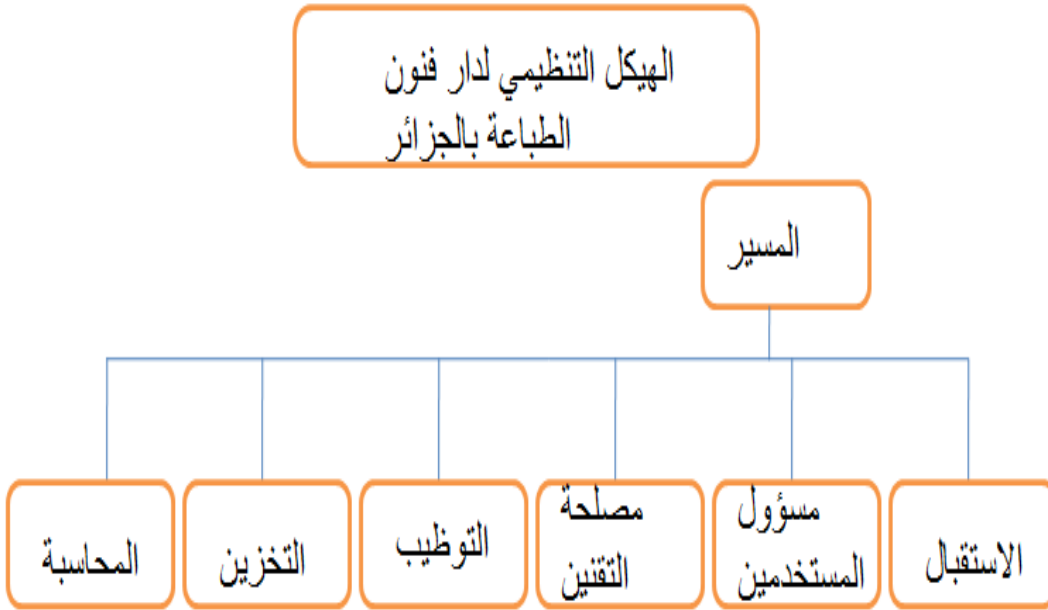 الهيكل التنظيمي لدار فنون
الطباعة بالجزائر
المسير
الاستقبال
مسؤول
المستخدمين
مصلحة
التقنين
التوظيب
التخزين
المحاسبة